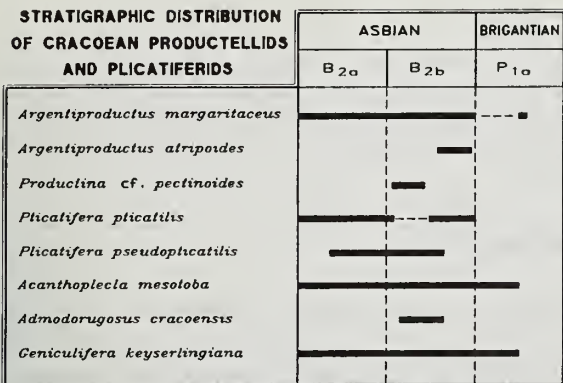 STRATIGRAPHIC DISTRIBUTION
OF CRACOEAN PRODUCTELLIDS
AND PLICATIFERIDS
ASBIAN
BRIGANTIAN
B2a
B2b
P1a
Argentiproductus margaritaceus
Argentiproductus atripoides
Productina cf. pectinoides
Plicatifera plicatilis
Plicatifera pseudoplicatilis
Acanthoplecta mesoloba
Admodorugosus cracoensis
Geniculifera keyserlingiana